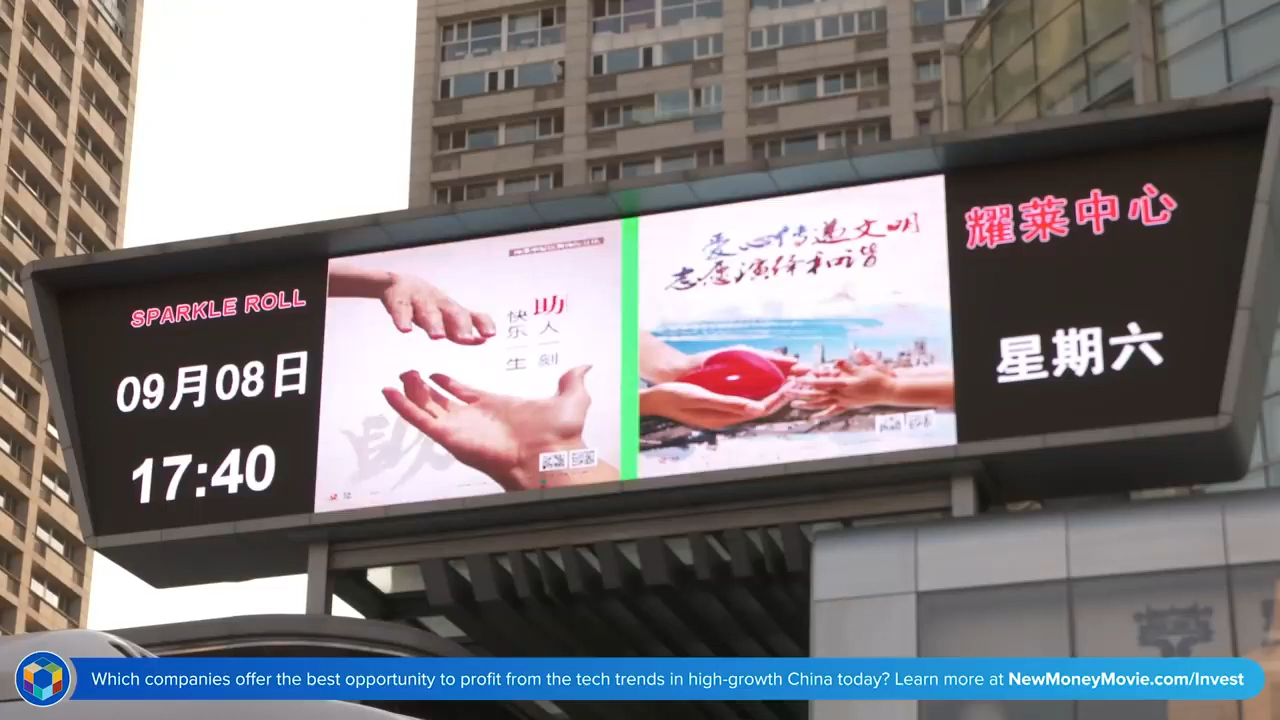 SPARKLE ROLL
09月08日
17:40
助人一刻
快乐一生
爱心传递文明
志愿演绎和谐
耀莱中心
星期六
Which companies offer the best opportunity to profit from the tech trends in high-growth China today? Learn more at NewMoneyMovie.com/Invest